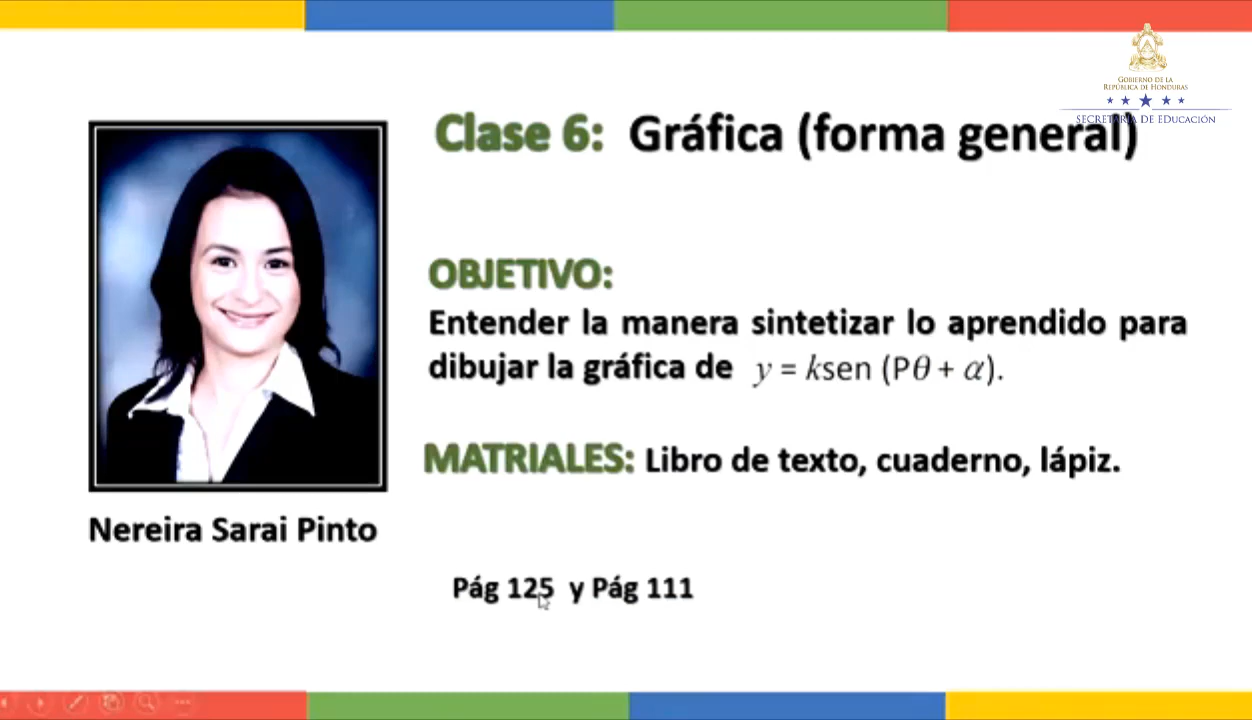 GOBIERNO DE LA
REPÚBLICA DE HONDURAS
SECRETARÍA DE EDUCACIÓN
Clase 6: Gráfica (forma general)
OBJETIVO:
Entender la manera sintetizar lo aprendido para
dibujar la gráfica de y = ksen (Pθ + α).
MATRIALES: Libro de texto, cuaderno, lápiz.
Nereira Sarai Pinto
Pág 125 y Pág 111